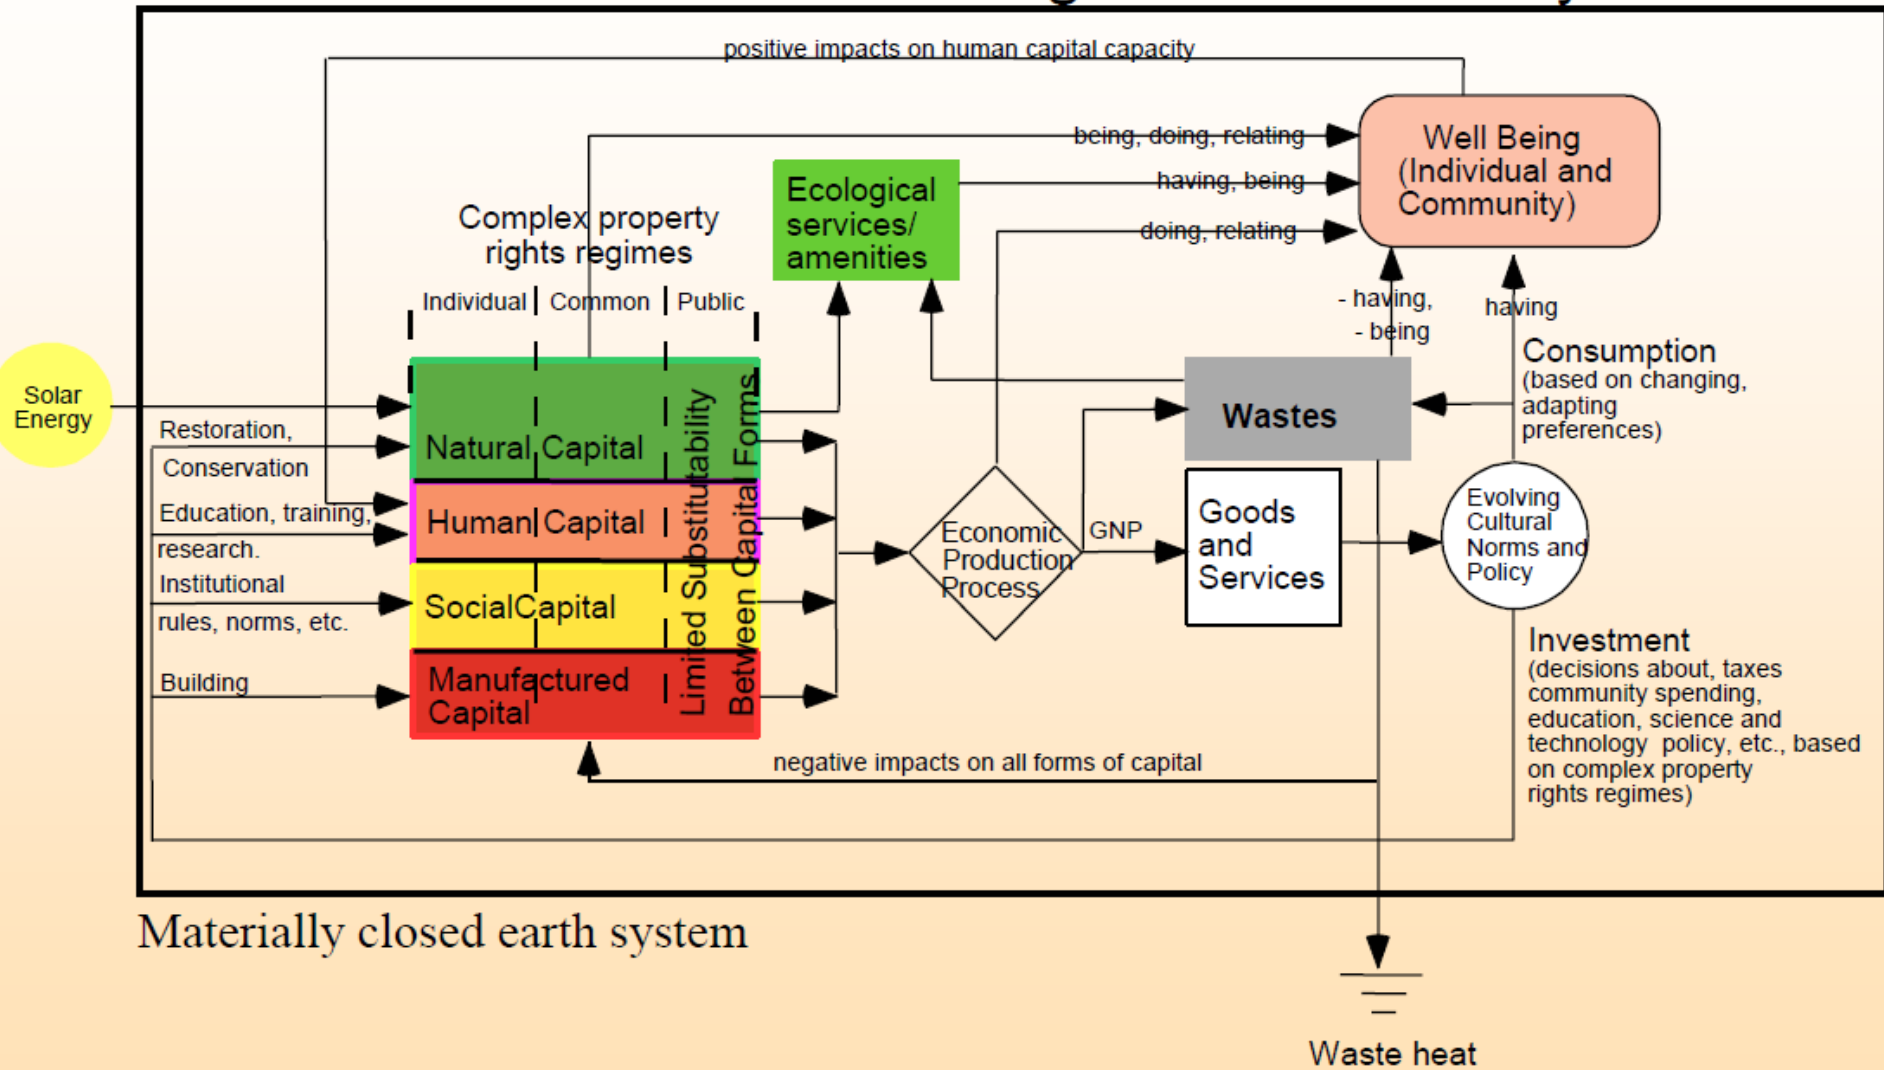 positive impacts on human capital capacity
being, doing, relating
Well Being
(Individual and
Community)
having, being
Ecological
services/
amenities
doing, relating
Complex property
rights regimes
Individual
Common
Public
- having,
- being
having
Consumption
(based on changing,
adapting
preferences)
Solar
Energy
Restoration,
Conservation
Education, training,
research.
Institutional
rules, norms, etc.
Building
Natural Capital
Human Capital
SocialCapital
Manufactured
Capital
Limited Substitutability
Between Capital Forms
Economic
Production
Process
GNP
Wastes
Goods
and
Services
Evolving
Cultural
Norms and
Policy
Investment
(decisions about, taxes
community spending,
education, science and
technology policy, etc., based
on complex property
rights regimes)
negative impacts on all forms of capital
Materially closed earth system
Waste heat